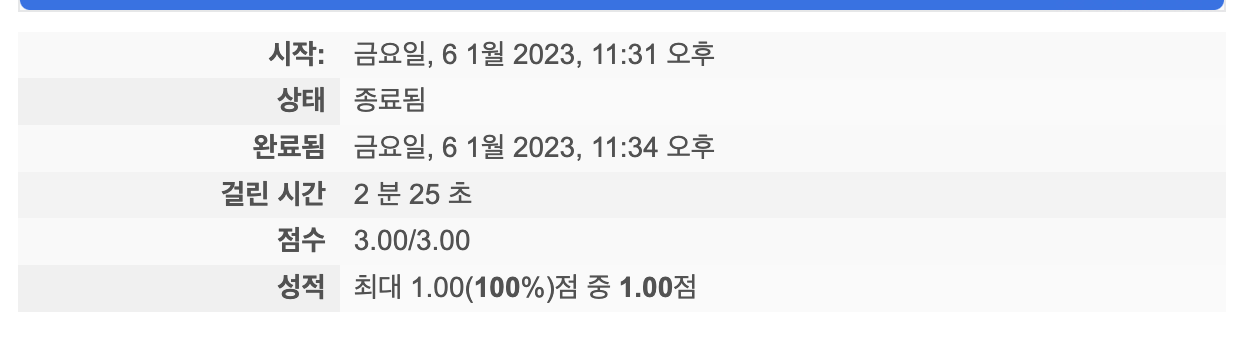 시작: 금요일, 6 1월 2023, 11:31 오후
상태 종료됨
완료됨 금요일, 6 1월 2023, 11:34 오후
걸린 시간 2 분 25 초
점수 3.00/3.00
성적 최대 1.00(100%)점 중 1.00점